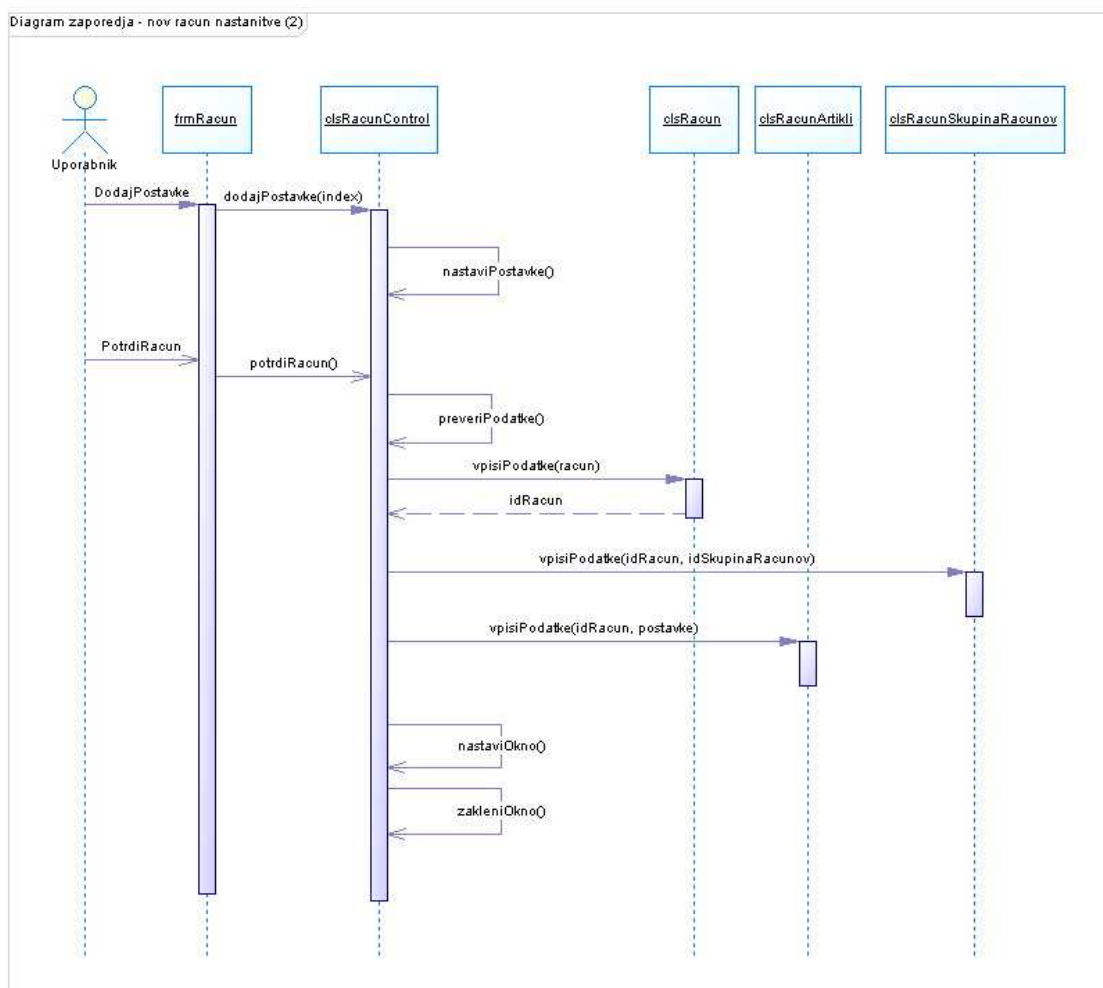 Diagram zaporedja - nov racun nastanitve (2)
Uporabnik
frmRacun
clsRacunControl
clsRacun
clsRacunArtikli
clsRacunSkupinaRacunov
DodajPostavke
dodajPostavke(index)
nastaviPostavke()
PotrdiRacun
potrdiRacun()
preveriPodatke()
vpisiPodatke(racun)
idRacun
vpisiPodatke(idRacun, idSkupinaRacunov)
vpisiPodatke(idRacun, postavke)
nastaviOkno()
zakleniOkno()